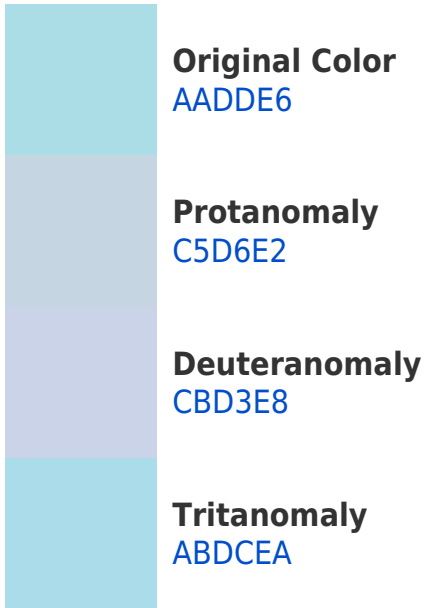 Original Color
AADDE6
Protanomaly
C5D6E2
Deuteranomaly
CBD3E8
Tritanomaly
ABDCEA